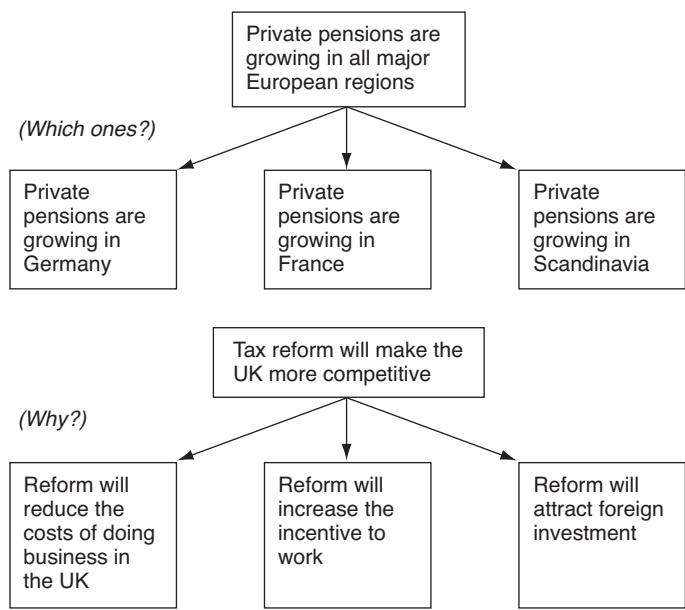 Private pensions are
growing in all major
European regions
(Which ones?)
Private
pensions are
growing in
Germany
Private
pensions are
growing in
France
Private
pensions are
growing in
Scandinavia
Tax reform will make the
UK more competitive
(Why?)
Reform will
reduce the
costs of doing
business in
the UK
Reform will
increase the
incentive to
work
Reform will
attract foreign
investment